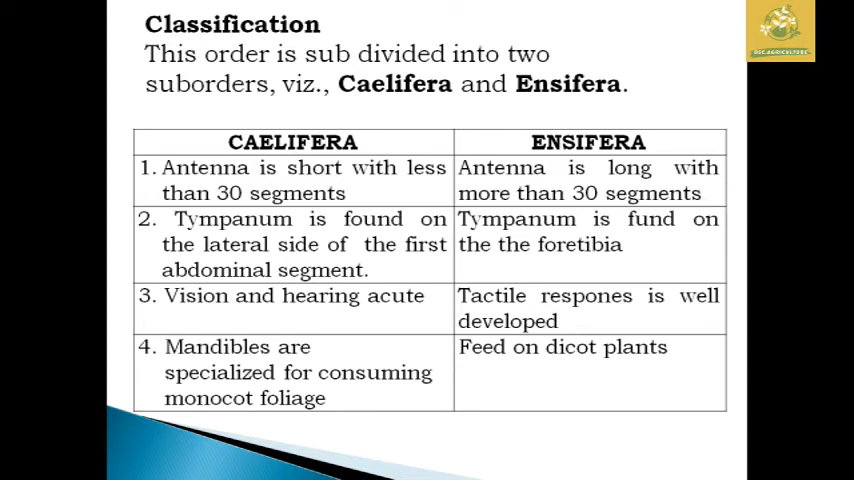 Classification
This order is sub divided into two
suborders, viz., Caelifera and Ensifera.
CAELIFERA
ENSIFERA
1. Antenna is short with less
than 30 segments
Antenna is long with
more than 30 segments
2. Tympanum is found on
the lateral side of the first
abdominal segment.
Tympanum is fund on
the the foretibia
3. Vision and hearing acute
Tactile respones is well
developed
4. Mandibles are
specialized for consuming
monocot foliage
Feed on dicot plants